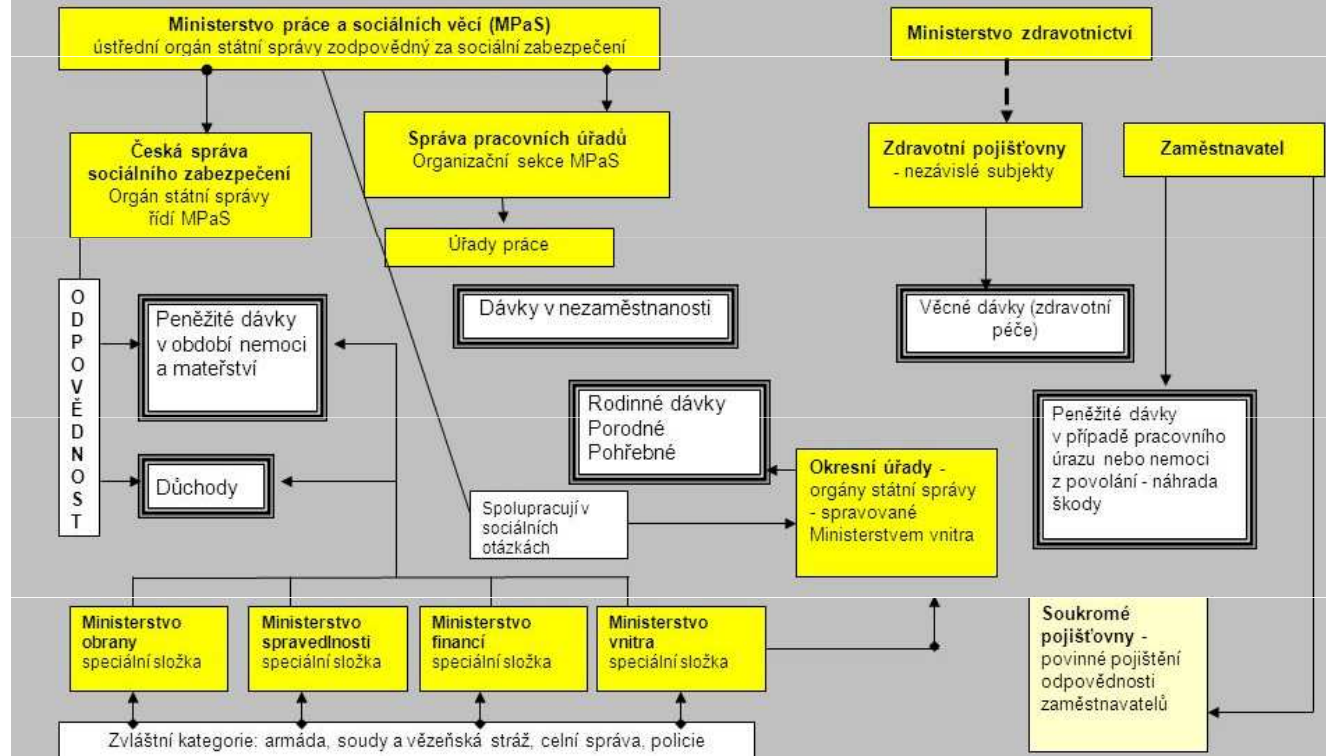 Ministerstvo práce a sociálních věcí (MPaS)
ústřední orgán státní správy zodpovědný za sociální zabezpečení
Ministerstvo zdravotnictví
Česká správa
sociálního zabezpečení
Orgán státní správy
řídí MPaS
Správa pracovních úřadů
Organizační sekce MPaS
Zdravotní pojišťovny
- nezávislé subjekty
Zaměstnavatel
Úřady práce
ODPOVĚDNOST
Peněžité dávky
v období nemoci
a mateřství
Dávky v nezaměstnanosti
Věcné dávky (zdravotní
péče)
Rodinné dávky
Porodné
Pohřebné
Peněžité dávky
v případě pracovního
úrazu nebo nemoci
z povolání - náhrada
škody
Důchody
Spolupracují v
sociálních
otázkách
Okresní úřady -
orgány státní správy
- spravované
Ministerstvem vnitra
Ministerstvo
obrany
speciální složka
Ministerstvo
spravedlnosti
speciální složka
Ministerstvo
financí
speciální složka
Ministerstvo
vnitra
speciální složka
Soukromé
pojišťovny -
povinné pojištění
odpovědnosti
zaměstnavatelů
Zvláštní kategorie: armáda, soudy a vězeňská stráž, celní správa, policie